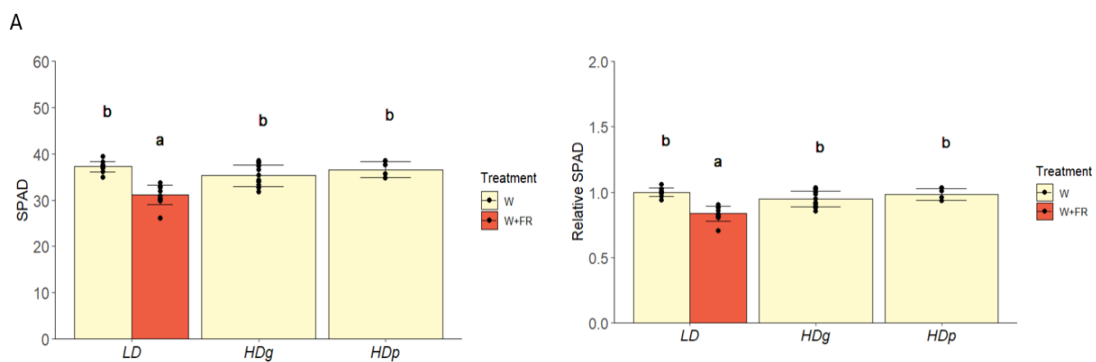 A
60
50
40
30
20
10
0
SPAD
b
a
b
b
LD
HDg
HDp
Treatment
W
W+FR
2.0
1.5
1.0
0.5
0.0
Relative SPAD
b
a
b
b
LD
HDg
HDp
Treatment
W
W+FR